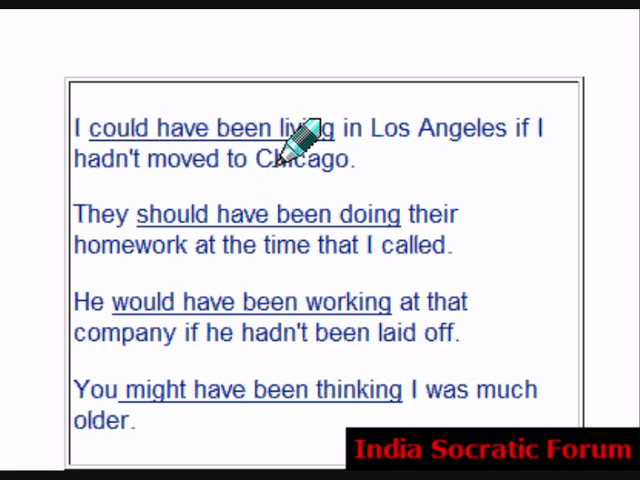 I could have been living in Los Angeles if I
hadn't moved to Chicago.
They should have been doing their
homework at the time that I called.
He would have been working at that
company if he hadn't been laid off.
You might have been thinking I was much
older.
India Socratic Forum